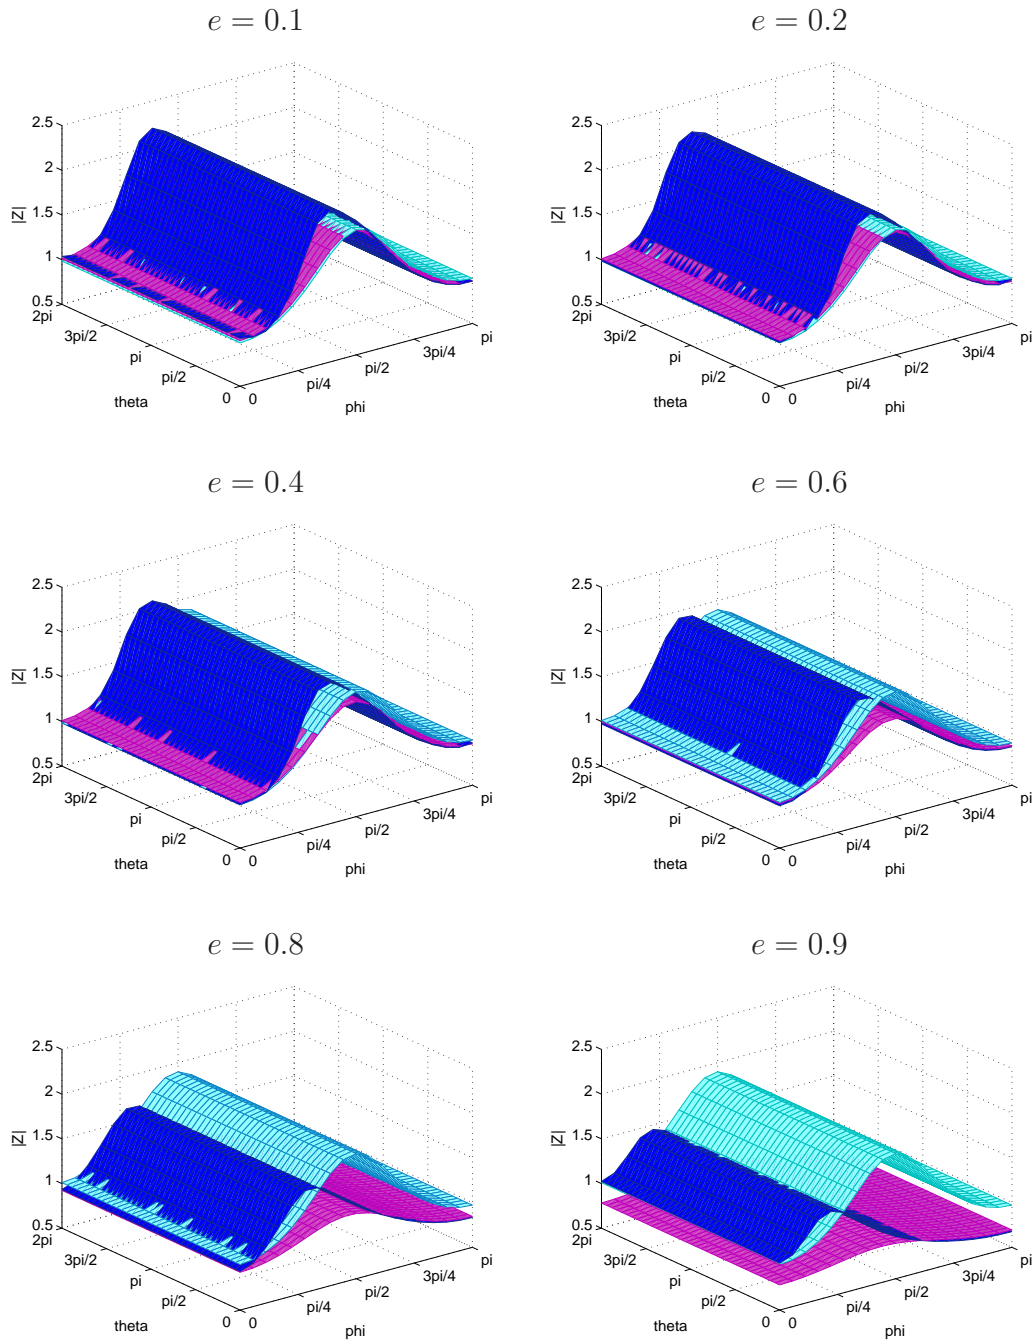 e = 0.1
2.5
2
1.5
1
0.5
|Z|
2pi
3pi/2
pi
pi/2
0
theta
0
pi/4
pi/2
3pi/4
pi
phi
e = 0.2
2.5
2
1.5
1
0.5
|Z|
2pi
3pi/2
pi
pi/2
0
theta
0
pi/4
pi/2
3pi/4
pi
phi
e = 0.4
2.5
2
1.5
1
0.5
|Z|
2pi
3pi/2
pi
pi/2
0
theta
0
pi/4
pi/2
3pi/4
pi
phi
e = 0.6
2.5
2
1.5
1
0.5
|Z|
2pi
3pi/2
pi
pi/2
0
theta
0
pi/4
pi/2
3pi/4
pi
phi
e = 0.8
2.5
2
1.5
1
0.5
|Z|
2pi
3pi/2
pi
pi/2
0
theta
0
pi/4
pi/2
3pi/4
pi
phi
e = 0.9
2.5
2
1.5
1
0.5
|Z|
2pi
3pi/2
pi
pi/2
0
theta
0
pi/4
pi/2
3pi/4
pi
phi